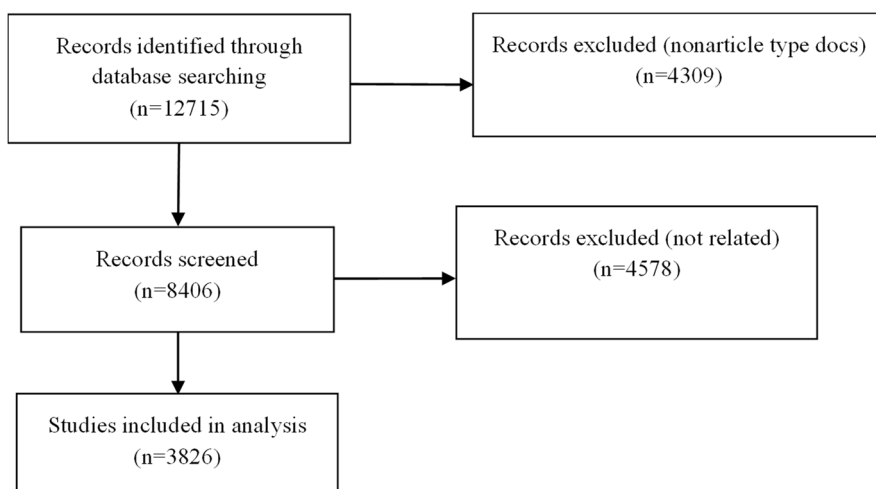 Records identified through
database searching
(n=12715)
Records excluded (nonarticle type docs)
(n=4309)
Records screened
(n=8406)
Records excluded (not related)
(n=4578)
Studies included in analysis
(n=3826)